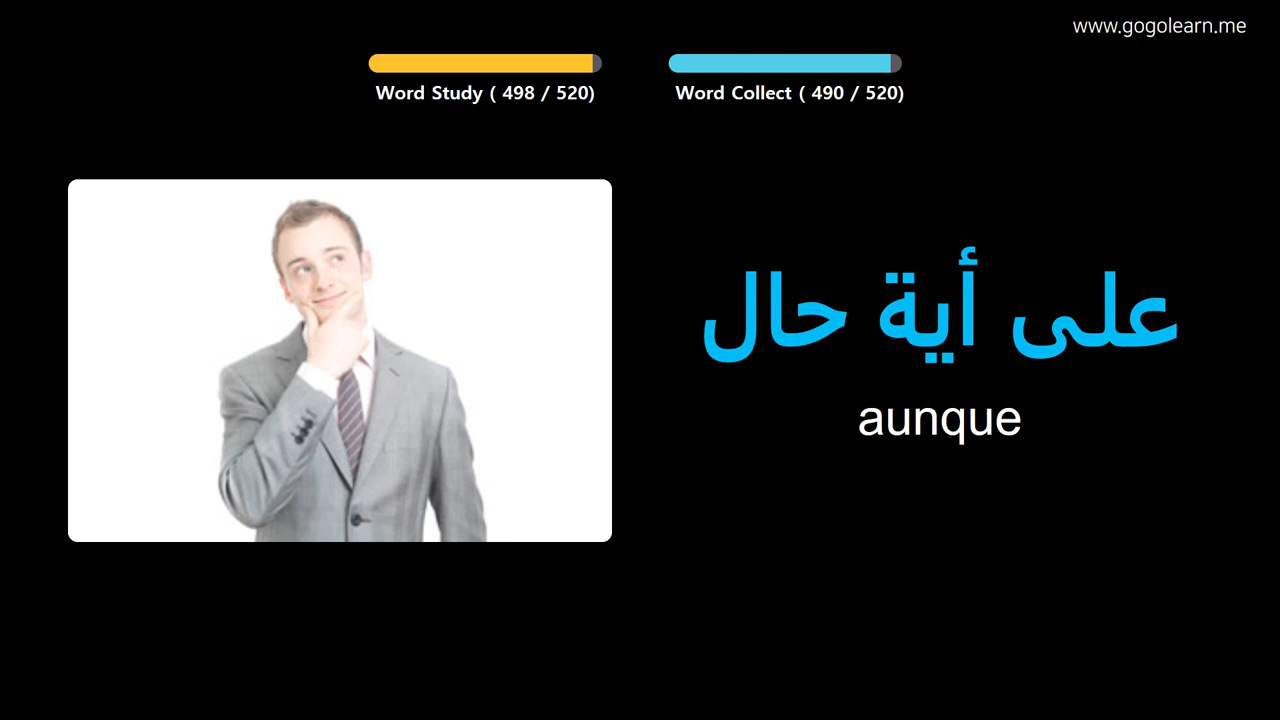 www.gogolearn.me
Word Study ( 498 / 520)
Word Collect ( 490 / 520)
على أية حال
aunque